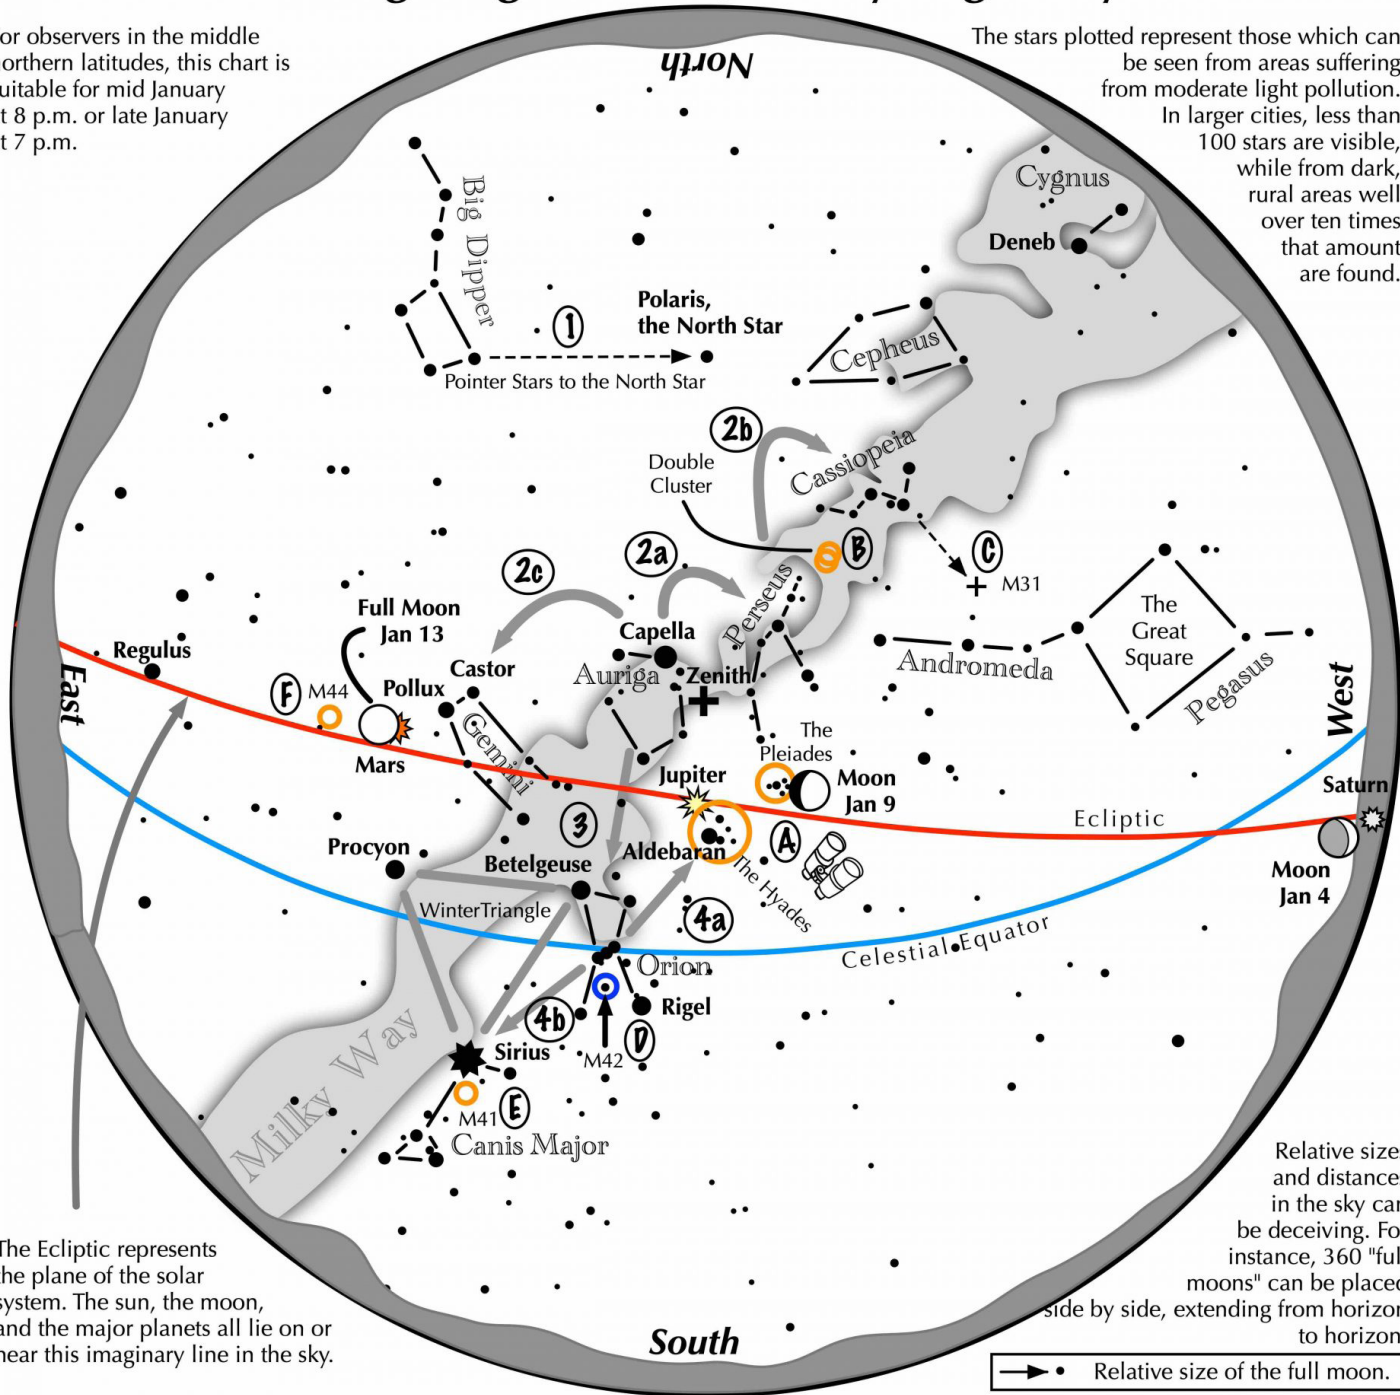 North
or observers in the middle
orthern latitudes, this chart is
uitable for mid January
t 8 p.m. or late January
t 7 p.m.
The stars plotted represent those which can
be seen from areas suffering
from moderate light pollution.
In larger cities, less than
100 stars are visible,
while from dark,
rural areas well
over ten times
that amount
are found.
Big Dipper
Cygnus
Deneb
1
Polaris,
the North Star
Pointer Stars to the North Star
Cepheus
2b
Cassiopeia
Double
Cluster
B
C
M31
2a
2c
Perseus
Full Moon
Jan 13
Capella
Auriga
Zenith
Andromeda
The
Great
Square
Pegasus
Regulus
East
West
F
M44
Castor
Pollux
Gemini
Mars
The
Pleiades
Jupiter
Moon
Jan 9
Ecliptic
Saturn
Moon
Jan 4
3
A
Procyon
Betelgeuse
Aldebaran
The Hyades
WinterTriangle
4a
Celestial Equator
Orion
4b
Rigel
D
M42
Sirius
Milky Way
M41
E
Canis Major
The Ecliptic represents
the plane of the solar
system. The sun, the moon,
and the major planets all lie on or
near this imaginary line in the sky.
Relative size
and distance
in the sky ca
be deceiving. Fo
instance, 360 "ful
moons" can be place
side by side, extending from horizo
to horizon
South
Relative size of the full moon.